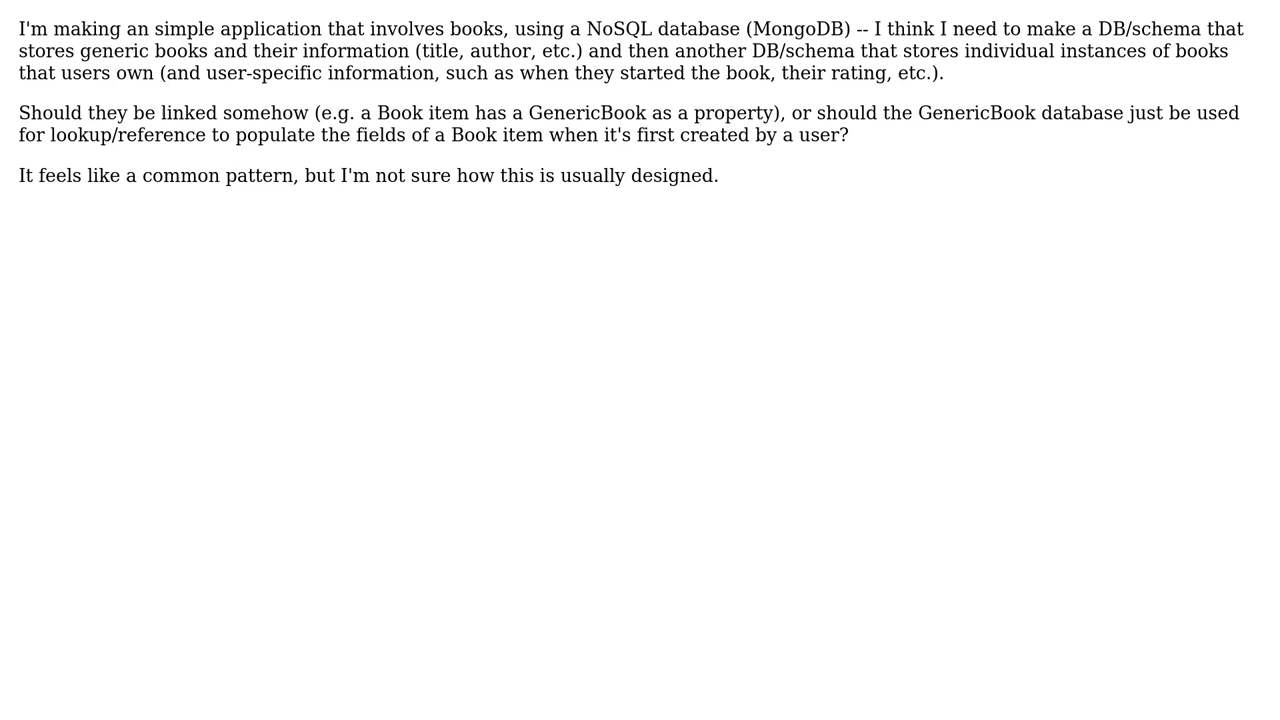 I'm making an simple application that involves books, using a NoSQL database (MongoDB) -- I think I need to make a DB/schema that
stores generic books and their information (title, author, etc.) and then another DB/schema that stores individual instances of books
that users own (and user-specific information, such as when they started the book, their rating, etc.).
Should they be linked somehow (e.g. a Book item has a GenericBook as a property), or should the GenericBook database just be used
for lookup/reference to populate the fields of a Book item when it's first created by a user?
It feels like a common pattern, but I'm not sure how this is usually designed.